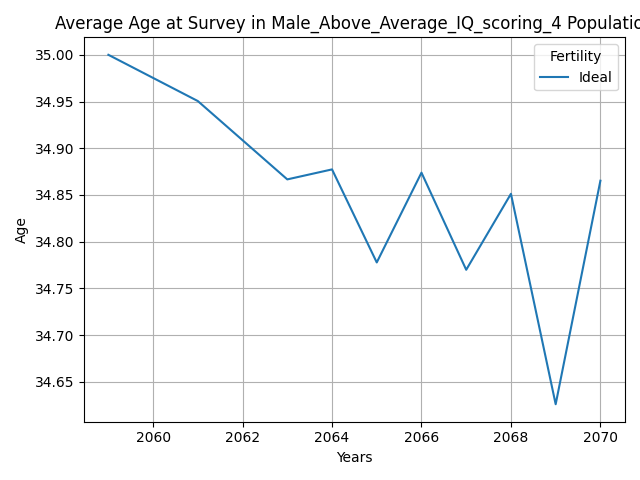 Average Age at Survey in Male_Above_Average_IQ_scoring_4 Populatio
Fertility
Ideal
35.00
34.95
34.90
34.85
34.80
34.75
34.70
34.65
Age
2060 2062 2064 2066 2068 2070
Years